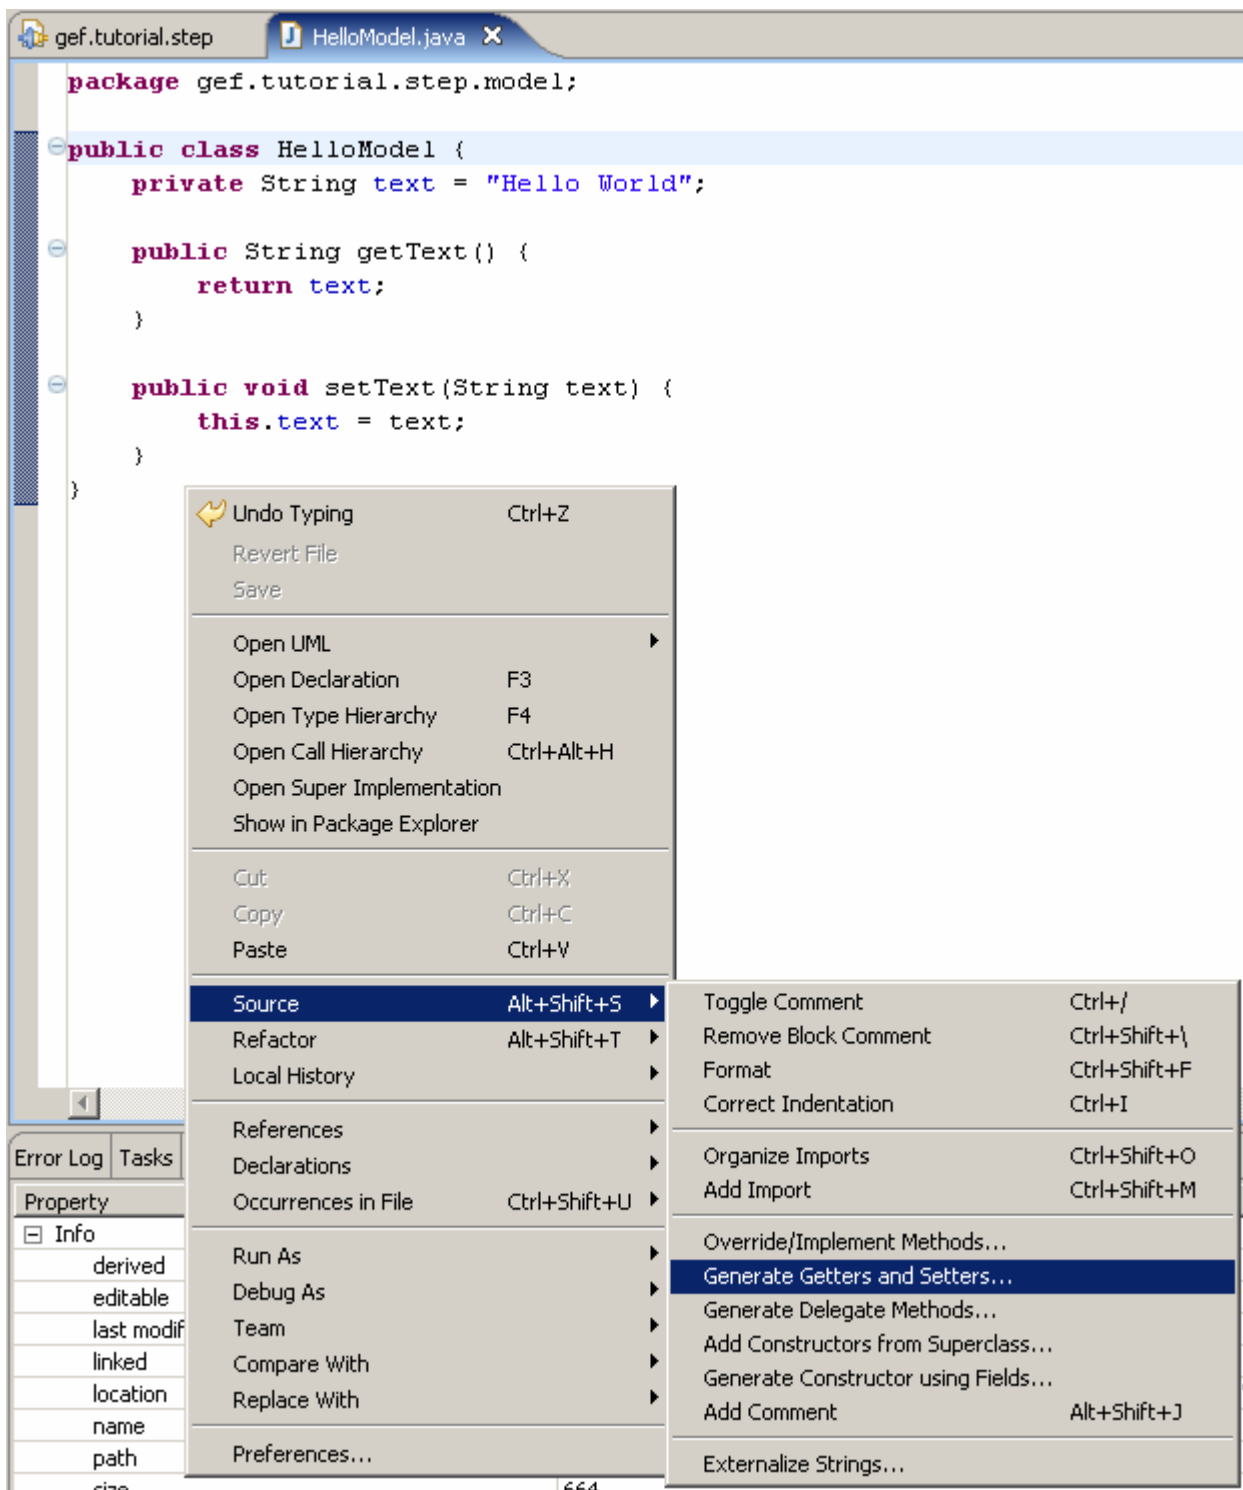 gef.tutorial.step HelloModel.java
package gef.tutorial.step.model;
public class HelloModel {
private String text = "Hello World";
public String getText() {
return text;
}
public void setText(String text) {
this.text = text;
}
}
Undo Typing Ctrl+Z
Revert File
Save
Open UML
Open Declaration F3
Open Type Hierarchy F4
Open Call Hierarchy Ctrl+Alt+H
Open Super Implementation
Show in Package Explorer
Cut Ctrl+X
Copy Ctrl+C
Paste Ctrl+V
Source Alt+Shift+S
Refactor Alt+Shift+T
Local History
References
Declarations
Occurrences in File Ctrl+Shift+U
Run As
Debug As
Team
Compare With
Replace With
Preferences...
Toggle Comment Ctrl+/
Remove Block Comment Ctrl+Shift+\
Format Ctrl+Shift+F
Correct Indentation Ctrl+I
Organize Imports Ctrl+Shift+O
Add Import Ctrl+Shift+M
Override/Implement Methods...
Generate Getters and Setters...
Generate Delegate Methods...
Add Constructors from Superclass...
Generate Constructor using Fields...
Add Comment Alt+Shift+J
Externalize Strings...
Error Log Tasks
Property
Info
derived
editable
last modif
linked
location
name
path
size 664